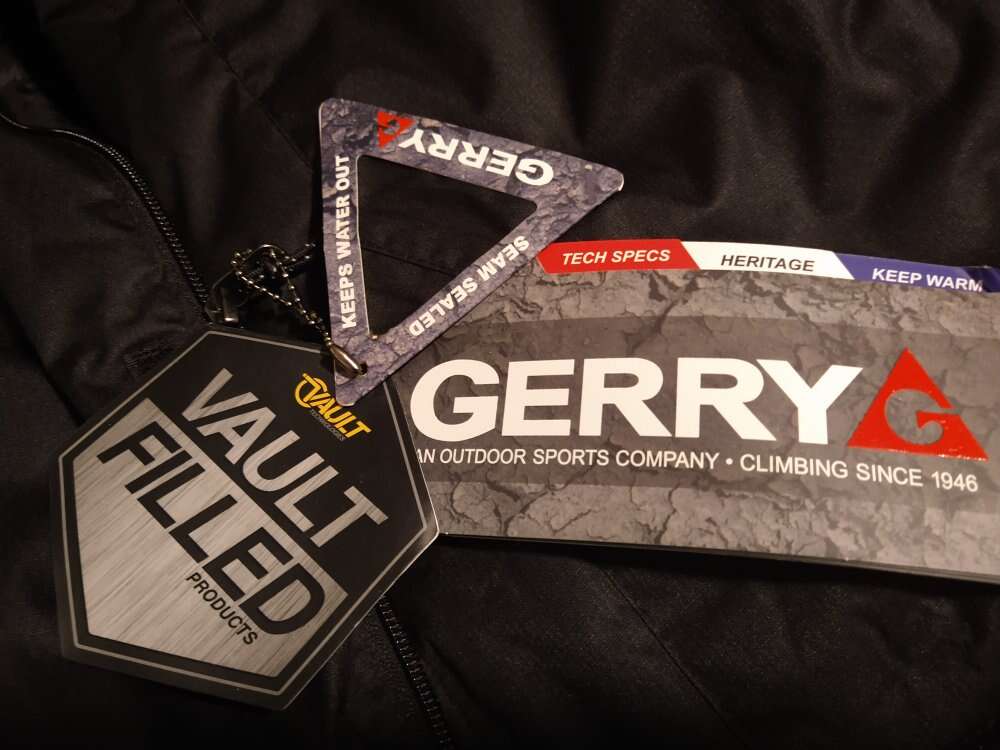 GERRY
KEEPS WATER OUT
SEAM SEALED
TECH SPECS
HERITAGE
KEEP WARM
GERRY
AN OUTDOOR SPORTS COMPANY • CLIMBING SINCE 1946
VAULT
TECHNOLOGIES
VAULT
FILLED
PRODUCTS